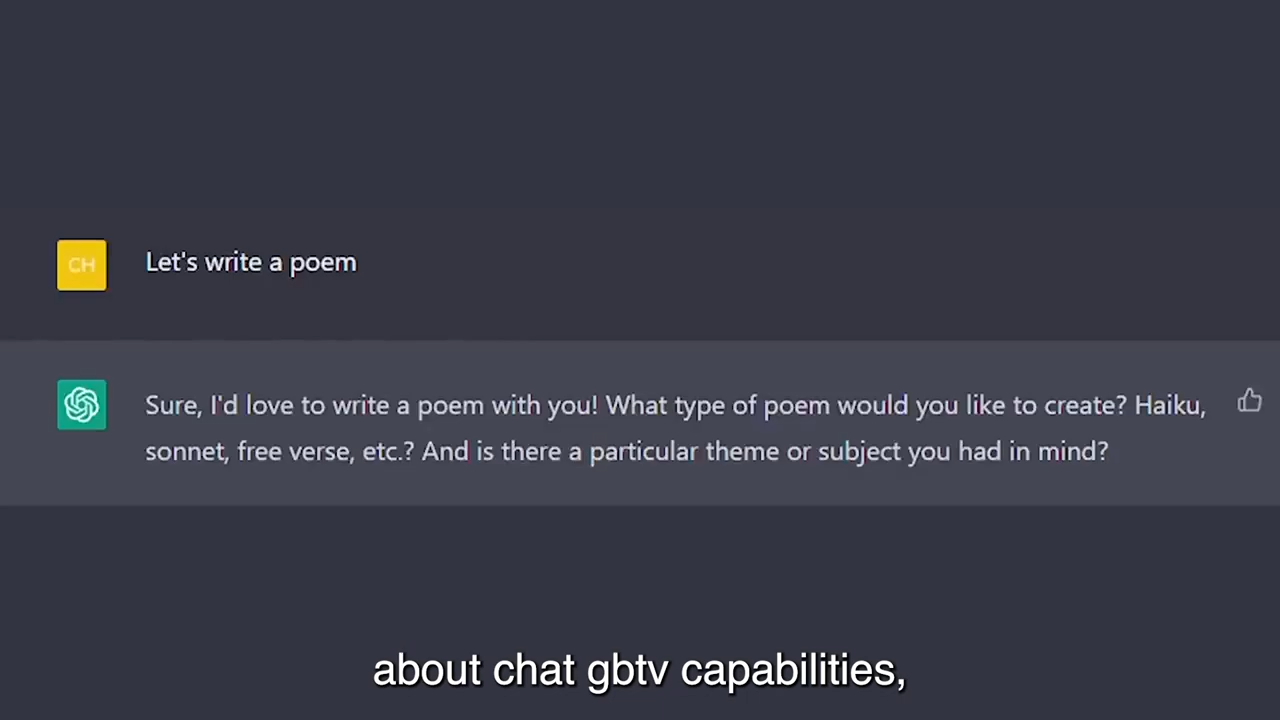 CH
Let's write a poem
Sure, I'd love to write a poem with you! What type of poem would you like to create? Haiku,
sonnet, free verse, etc.? And is there a particular theme or subject you had in mind?
about chat gbtv capabilities,